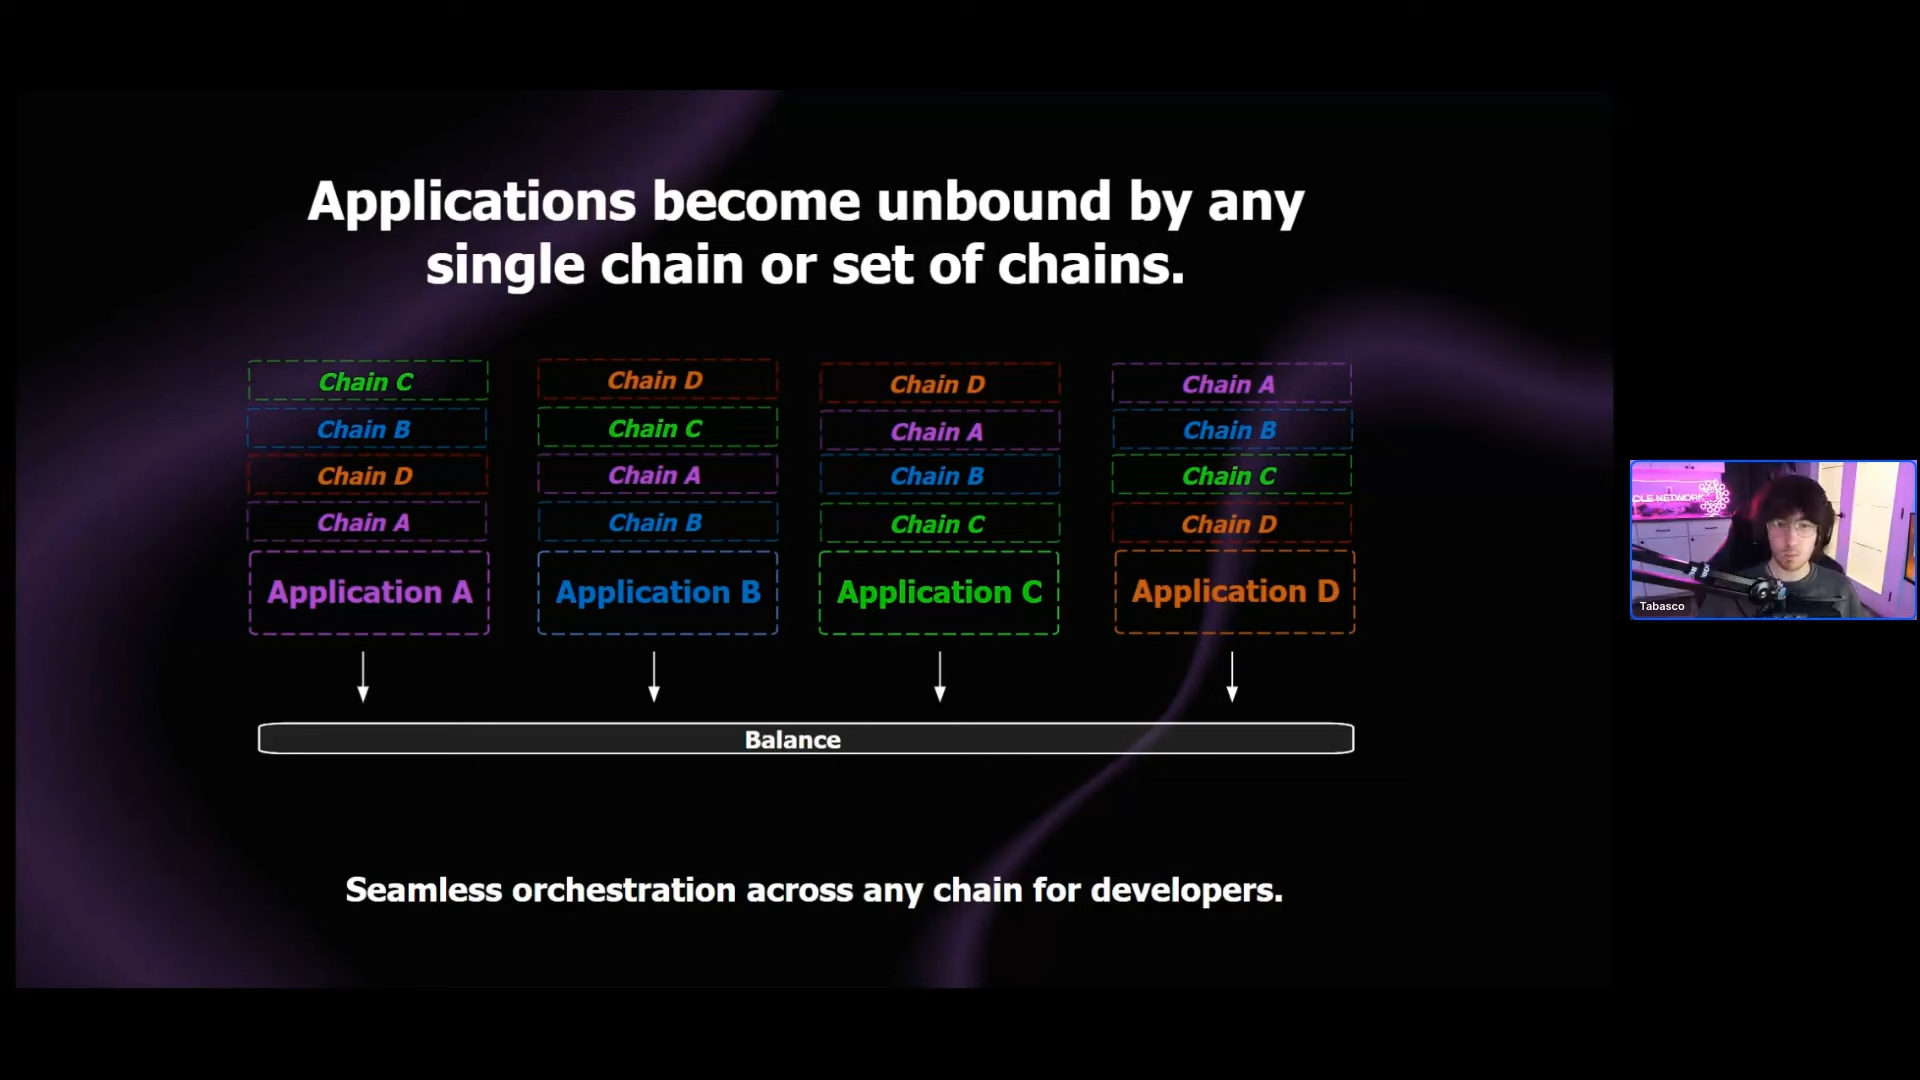 Applications become unbound by any
single chain or set of chains.
Chain C
Chain B
Chain D
Chain A
Application A
Chain D
Chain C
Chain A
Chain B
Application B
Chain D
Chain A
Chain B
Chain C
Application C
Chain A
Chain B
Chain C
Chain D
Application D
Balance
Seamless orchestration across any chain for developers.
CLE NETWORK
Tabasco